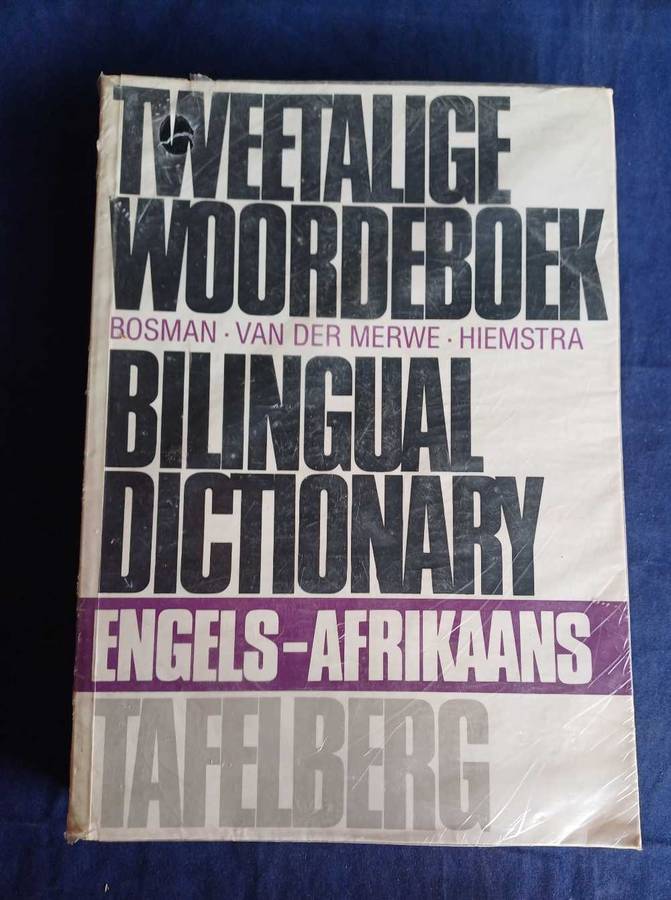 TWEETALIGE
WOORDEBOEK
BOSMAN · VAN DER MERWE · HIEMSTRA
BILINGUAL
DICTIONARY
ENGELS-AFRIKAANS
TAFELBERG